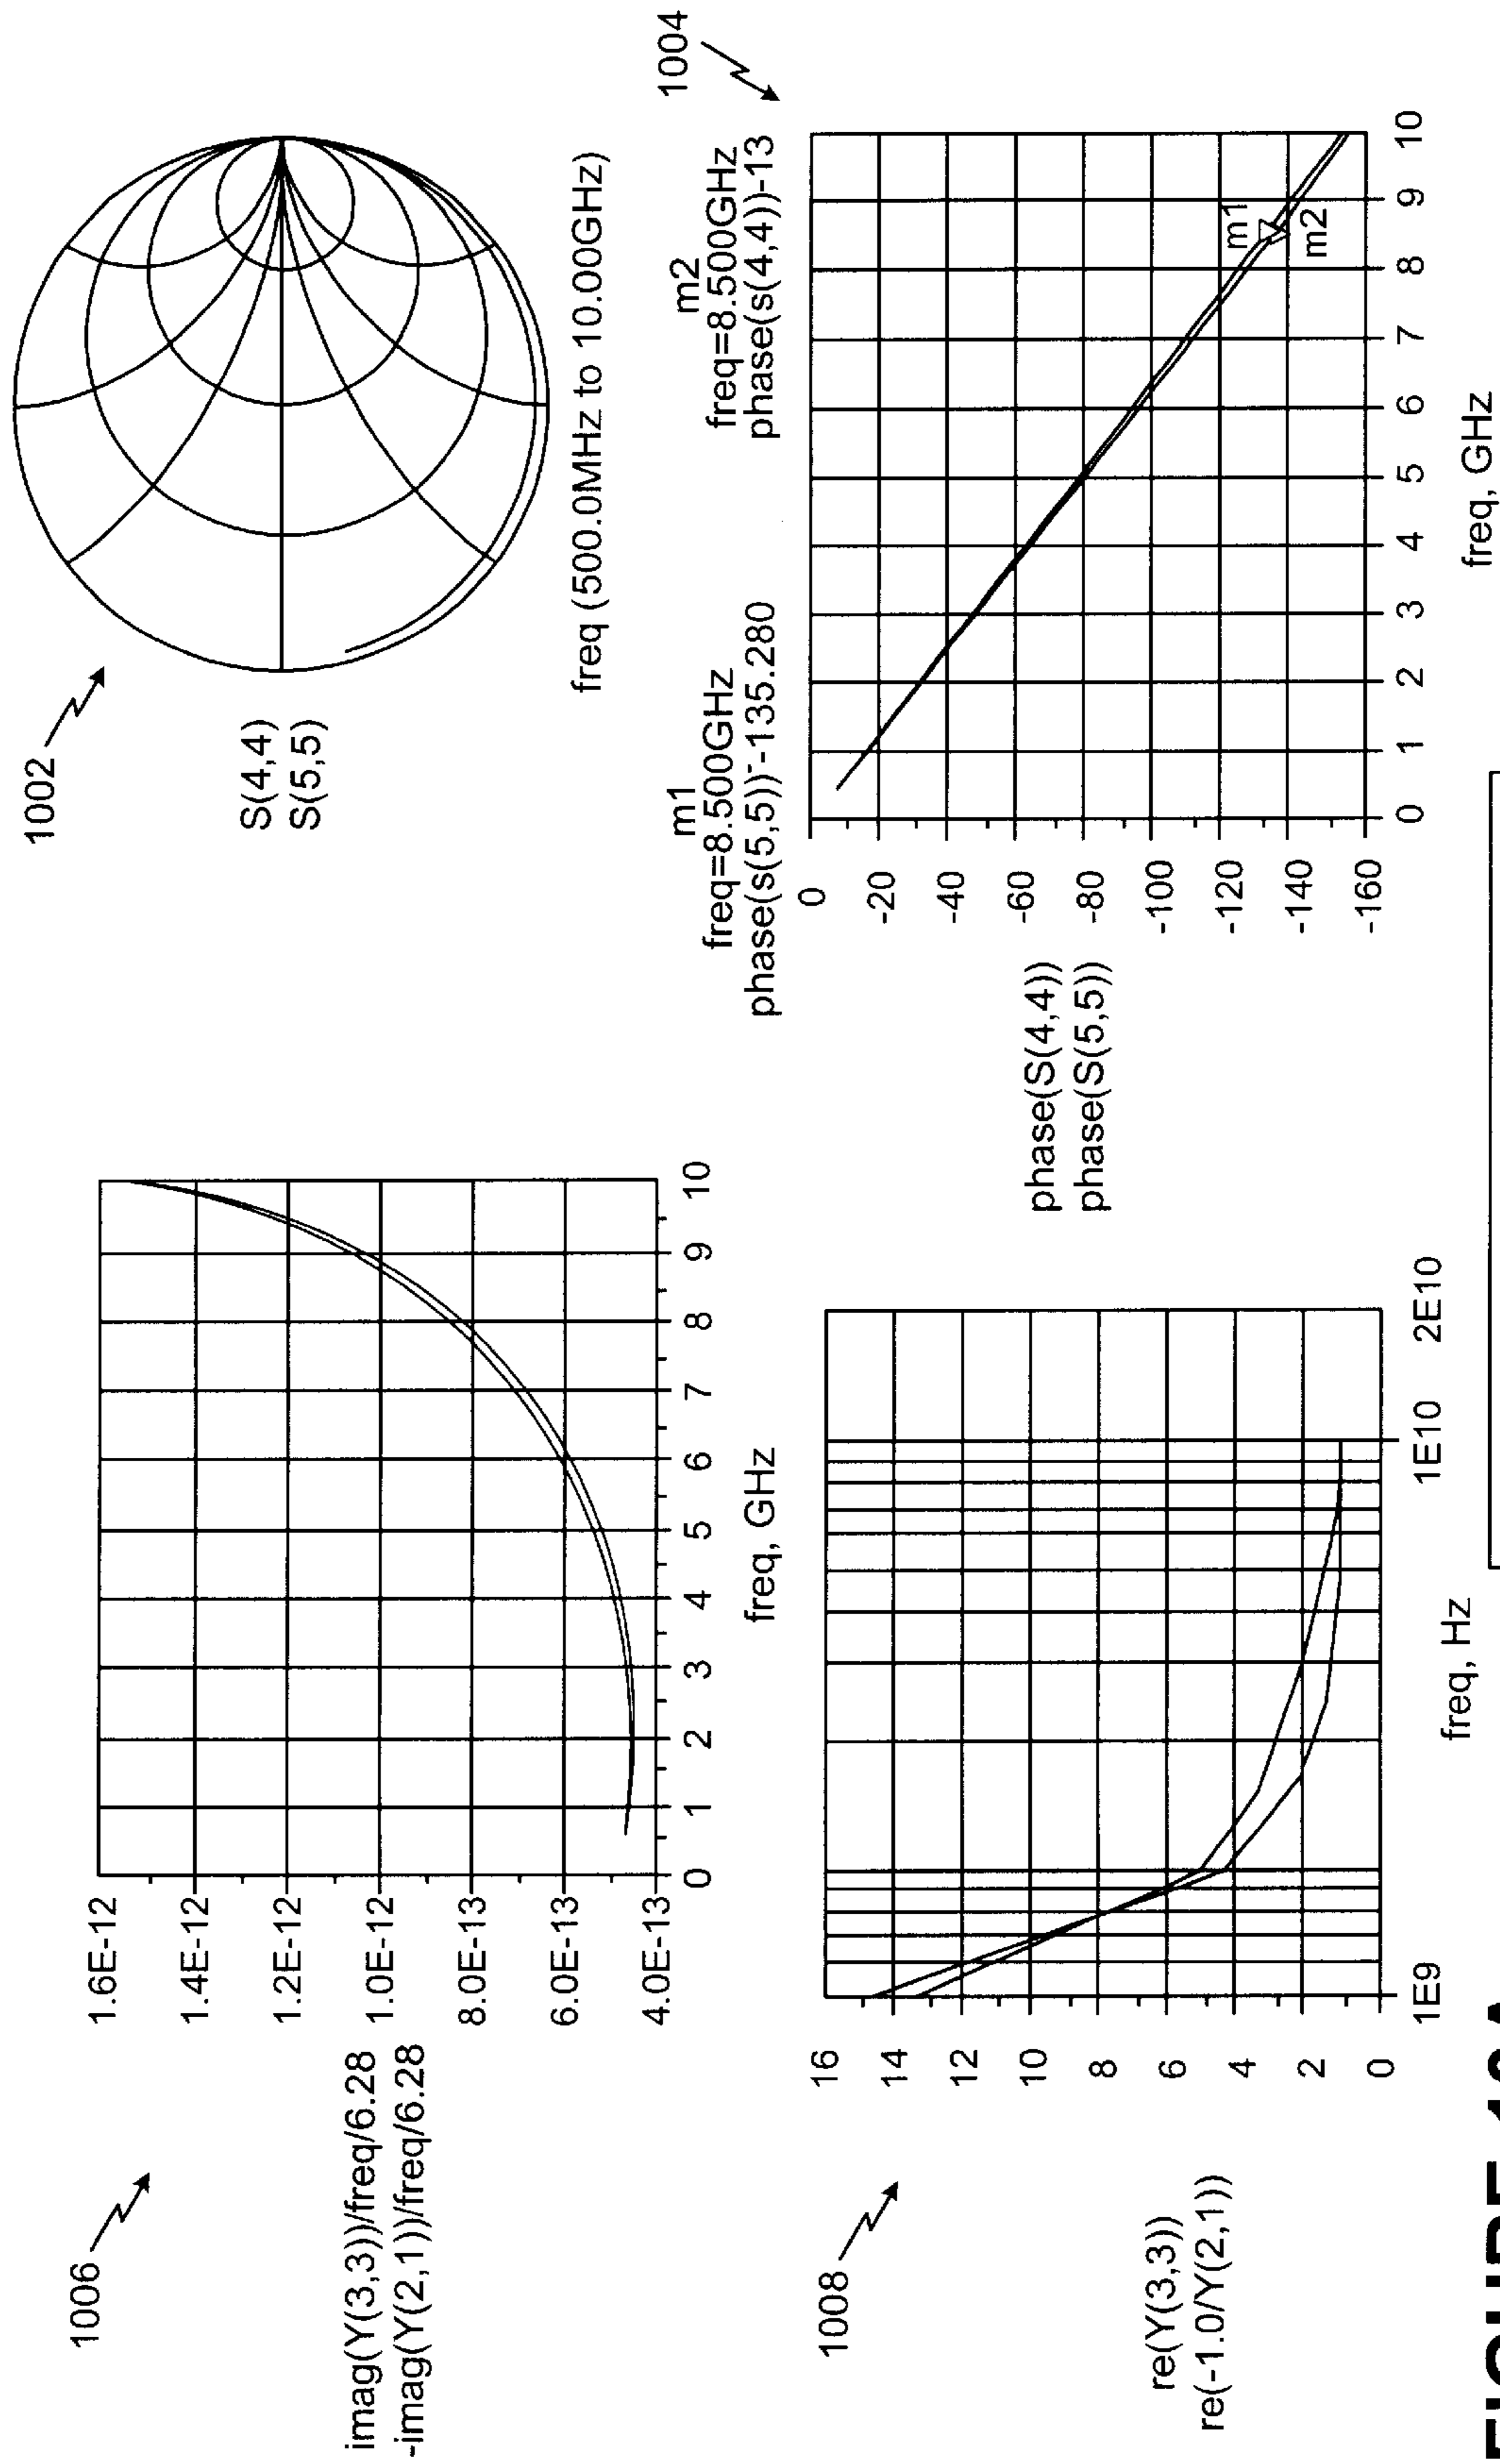 1006
imag(Y(3,3))/freq/6.28
-imag(Y(2,1))/freq/6.28
1.6E-12
1.4E-12
1.2E-12
1.0E-12
8.0E-13
6.0E-13
4.0E-13
0 1 2 3 4 5 6 7 8 9 10
freq, GHz
1002
S(4,4)
S(5,5)
freq (500.0MHz to 10.00GHz)
1008
re(Y(3,3))
re(-1.0/Y(2,1))
16
14
12
10
8
6
4
2
0
1E9 1E10 2E10
freq, Hz
1004
m1
freq=8.500GHz
phase(s(5,5))--135.280
m2
freq=8.500GHz
phase(s(4,4))-13
phase(S(4,4))
phase(S(5,5))
0
-20
-40
-60
-80
-100
-120
-140
-160
m1
m2
0 1 2 3 4 5 6 7 8 9 10
freq, GHz